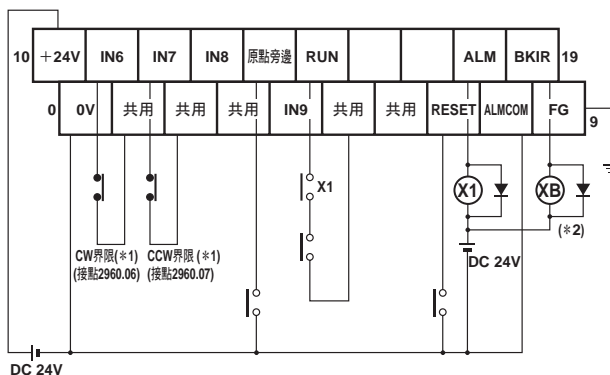 10 +24V IN6 IN7 IN8 原點旁邊 RUN ALM BKIR 19
0 0V 共用 共用 共用 IN9 共用 共用 RESET ALMCOM FG 9
X1
X1 XB
(*2)
CW界限(*1) CCW界限(*1)
(接點2960.06) (接點2960.07)
DC 24V
DC 24V